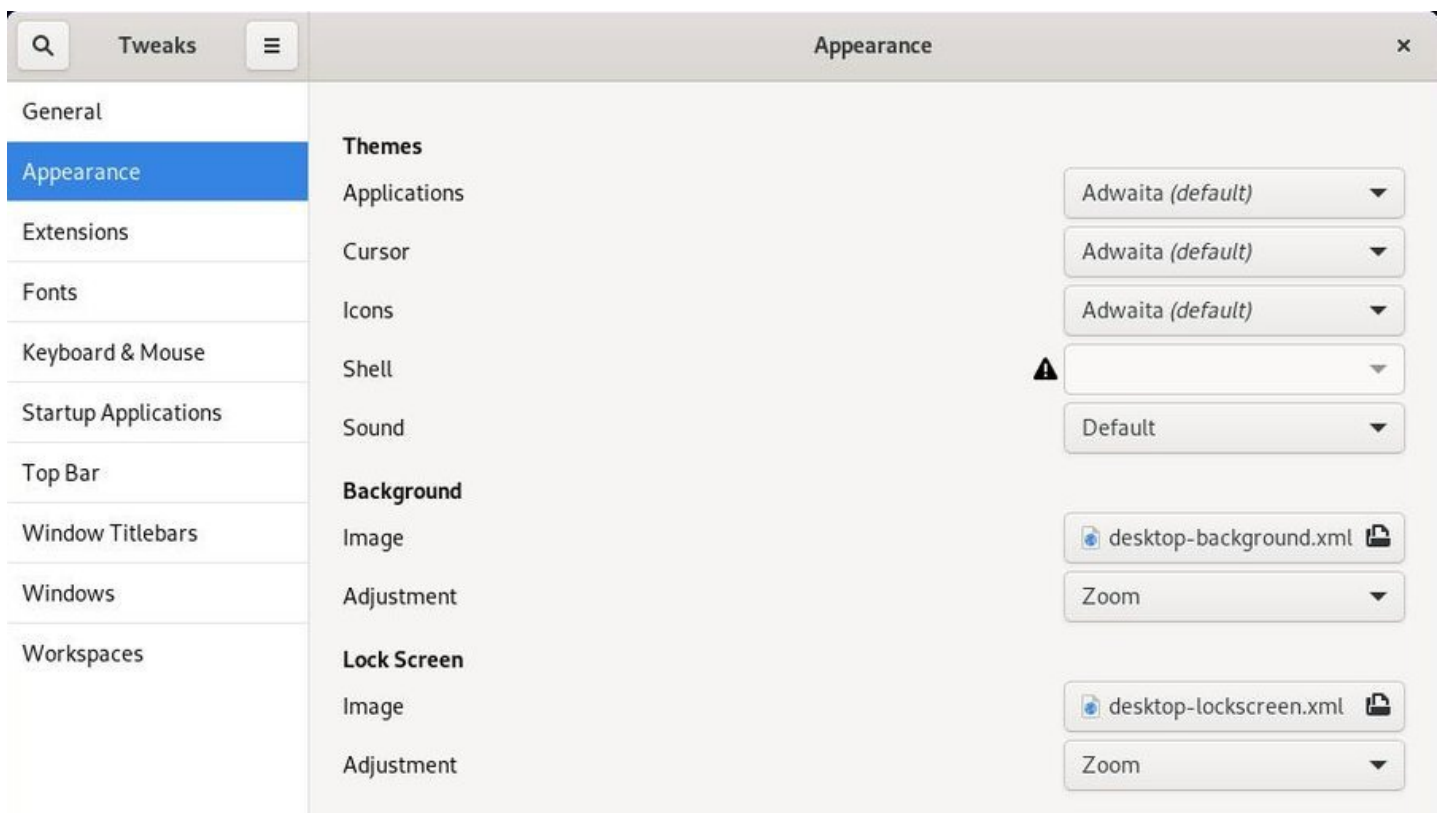 Tweaks
Appearance
General
Appearance
Extensions
Fonts
Keyboard & Mouse
Startup Applications
Top Bar
Window Titlebars
Windows
Workspaces
Themes
Applications Adwaita (default)
Cursor Adwaita (default)
Icons Adwaita (default)
Shell
Sound Default
Background
Image desktop-background.xml
Adjustment Zoom
Lock Screen
Image desktop-lockscreen.xml
Adjustment Zoom